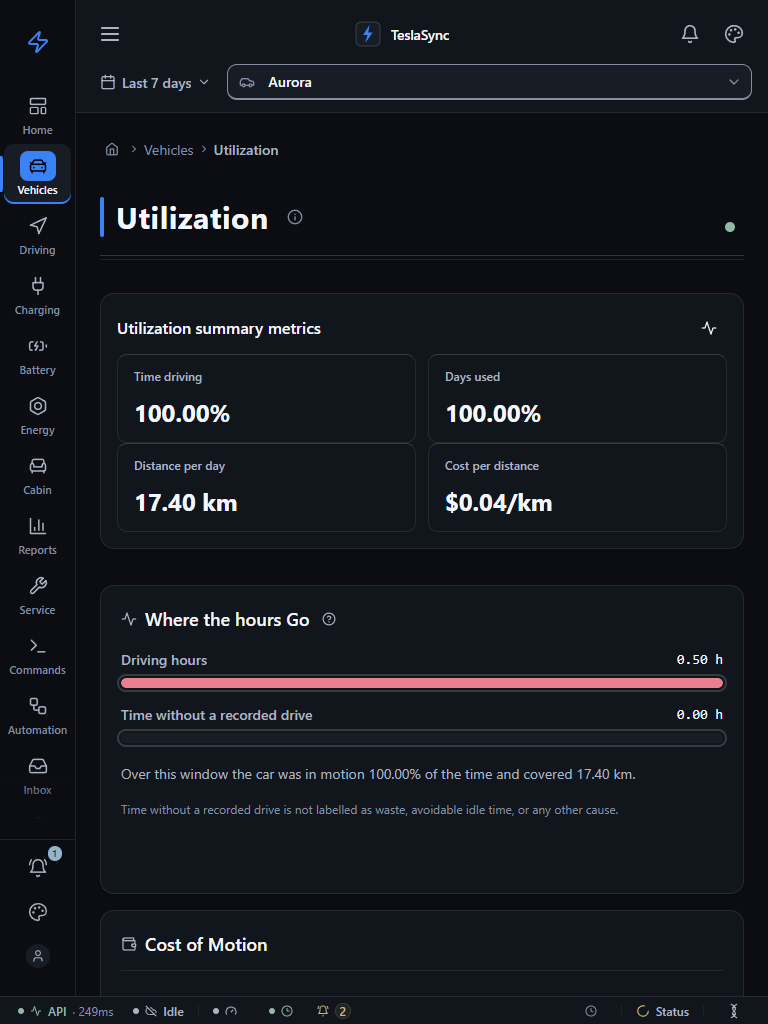 TeslaSync
Last 7 days
Aurora
Home
Vehicles
Driving
Charging
Battery
Energy
Cabin
Reports
Service
Commands
Automation
Inbox
1
Vehicles
Utilization
Utilization
Utilization summary metrics
Time driving
100.00%
Days used
100.00%
Distance per day
17.40 km
Cost per distance
$0.04/km
Where the hours Go
Driving hours
0.50 h
Time without a recorded drive
0.00 h
Over this window the car was in motion 100.00% of the time and covered 17.40 km.
Time without a recorded drive is not labelled as waste, avoidable idle time, or any other cause.
Cost of Motion
API · 249ms
Idle
2
Status